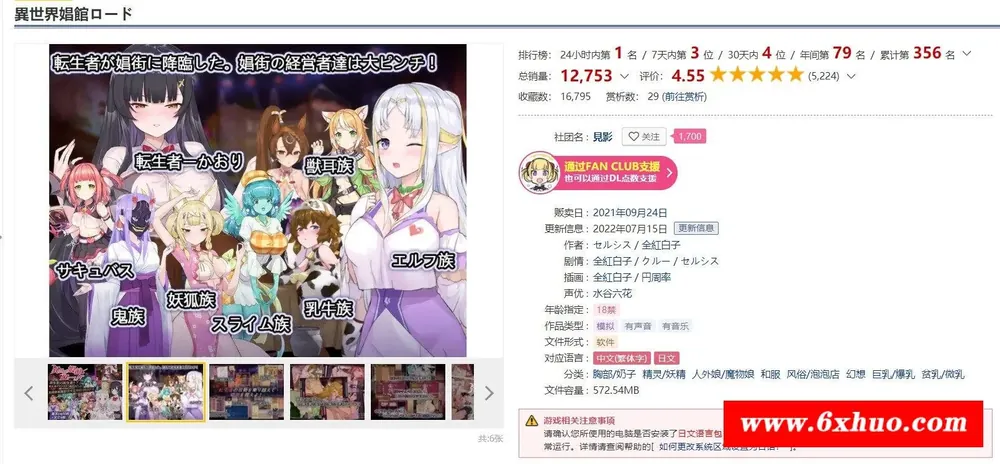 異世界娼館ロード
転生者が娼街に降臨した。娼街の経営者達は大ピンチ！
転生者ーかおり
獣耳族
サキュバス
エルフ族
妖狐族
鬼族
スライム族
乳牛族
共:6张
排行榜: 24小时内第 1 名 / 7天内第 3 位 / 30天内 4 位 / 年间第 79 名 / 累计第 356 名
总销量: 12,753 评价: 4.55 (5,224)
收藏数: 16,795 赏析数: 29 (前往赏析)
社团名: 見影 关注 1,700
通过FAN CLUB支援
也可以通过DL点数支援
贩卖日: 2021年09月24日
更新信息: 2022年07月15日 更新信息
作者: セルシス / 全紅白子
剧情: 全紅白子 / クルー / セルシス
插画: 全紅白子 / 円周率
声优: 水谷六花
年龄指定: 18禁
作品类型: 模拟 有声音 有音乐
文件形式: 软件
对应语言: 中文(繁体字) 日文
分类: 胸部/奶子 精灵/妖精 人外娘/魔物娘 和服 风俗/泡泡店 幻想 巨乳/爆乳 贫乳/微乳
文件容量: 572.54MB
游戏相关注意事项
请确认您所使用的电脑是否安装了日文语言包
常运行。详情请查阅帮助的[ 如何更改系统区域设置为日语? ]。
www.6xhuo.com